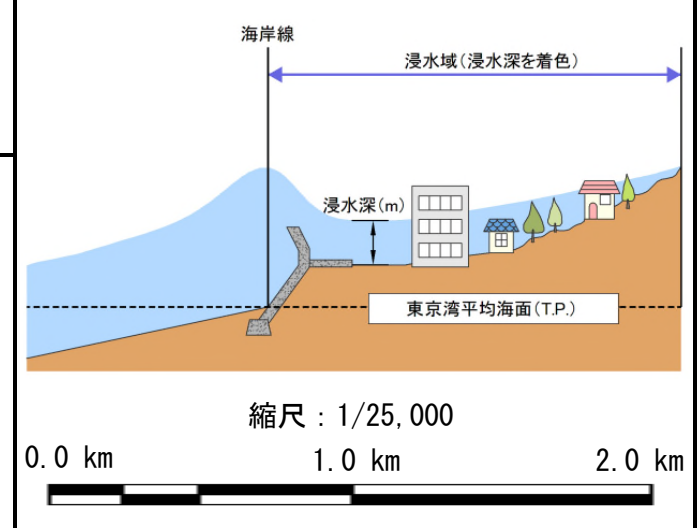 海岸線
浸水域(浸水深を着色)
浸水深(m)
東京湾平均海面(T.P.)
縮尺：1/25,000
0.0 km 1.0 km 2.0 km